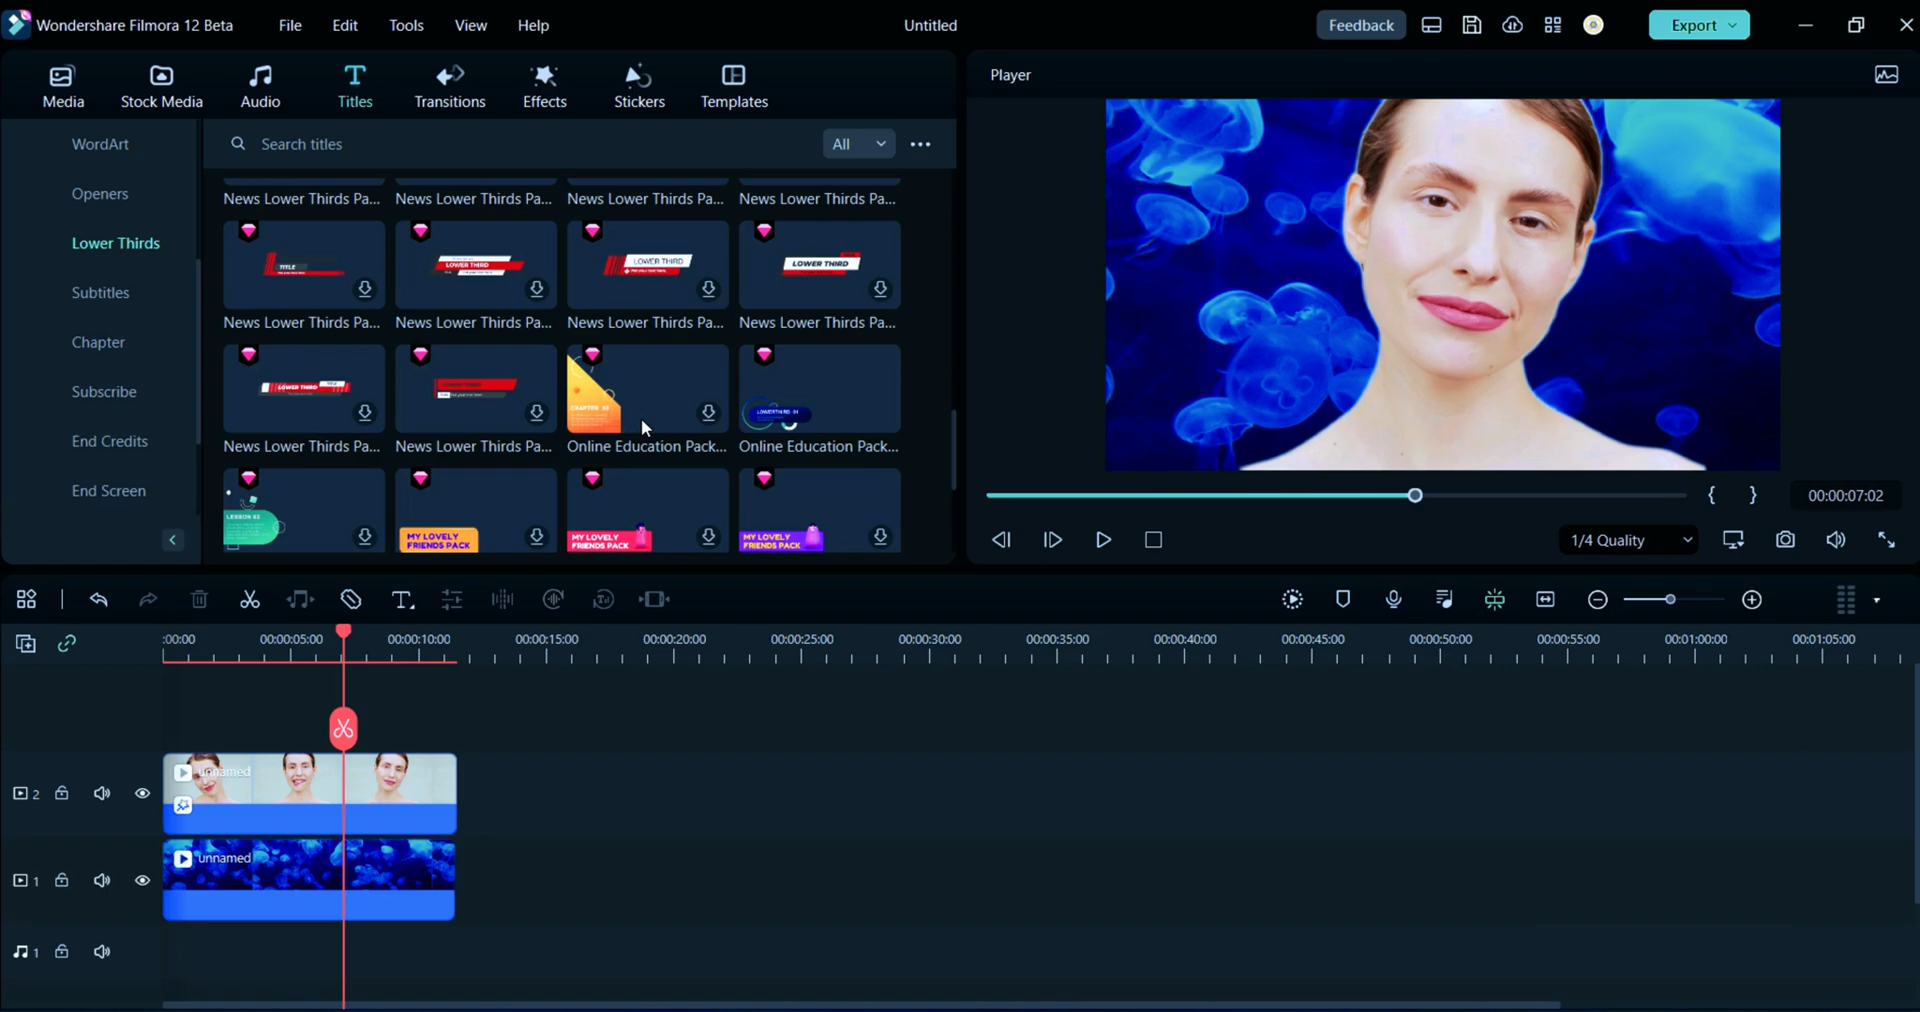 Wondershare Filmora 12 Beta File Edit Tools View Help Untitled Feedback Export
Media Stock Media Audio Titles Transitions Effects Stickers Templates
Player
WordArt
Openers
Lower Thirds
Subtitles
Chapter
Subscribe
End Credits
End Screen
Search titles All
News Lower Thirds Pa... News Lower Thirds Pa... News Lower Thirds Pa... News Lower Thirds Pa...
TITLE LOWER THIRD LOWER THIRD LOWER THIRD
News Lower Thirds Pa... News Lower Thirds Pa... News Lower Thirds Pa... News Lower Thirds Pa...
LOWER THIRD TITLE
News Lower Thirds Pa... News Lower Thirds Pa... Online Education Pack... Online Education Pack...
MY LOVELY MY LOVELY MY LOVELY
FRIENDS PACK FRIENDS PACK FRIENDS PACK
00:00:07:02
1/4 Quality
:00:00 00:00:05:00 00:00:10:00 00:00:15:00 00:00:20:00 00:00:25:00 00:00:30:00 00:00:35:00 00:00:40:00 00:00:45:00 00:00:50:00 00:00:55:00 00:01:00:00 00:01:05:00
unnamed
2
unnamed
1
1